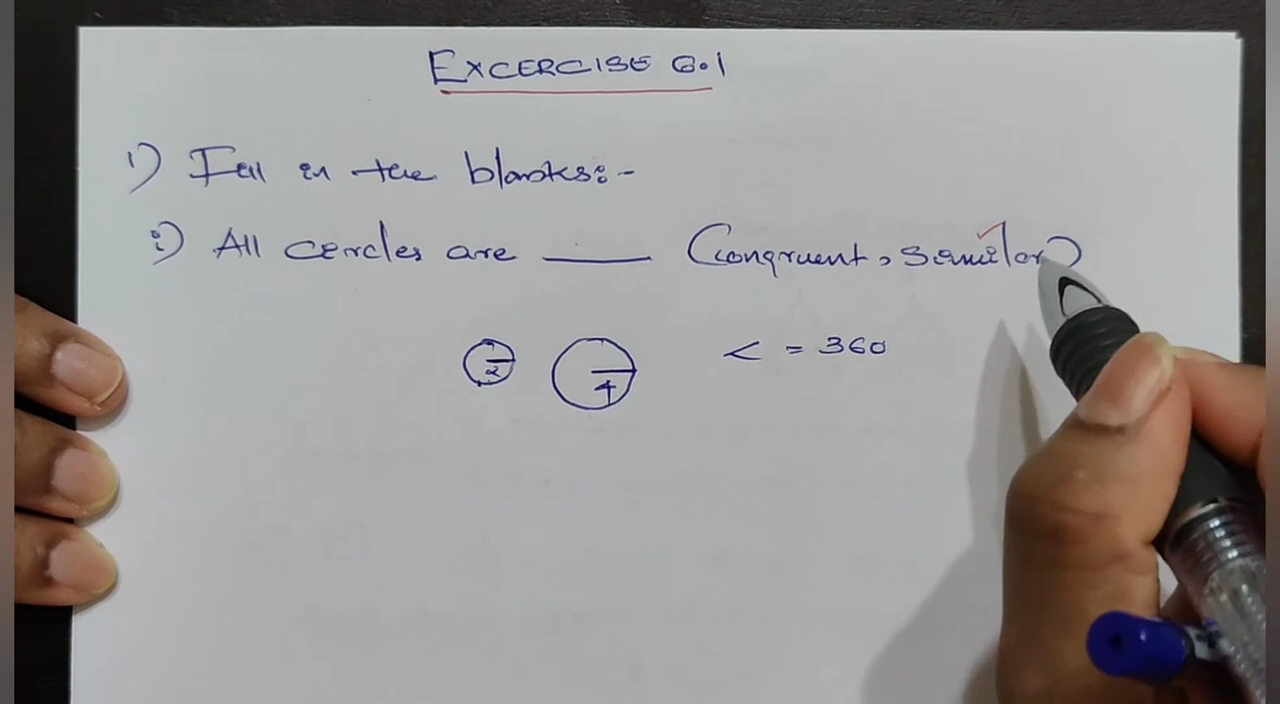 EXCERCISE 6.1
1) Fill in the blanks:-
i) All circles are ____ (congruent, similar)
2 4 < = 360